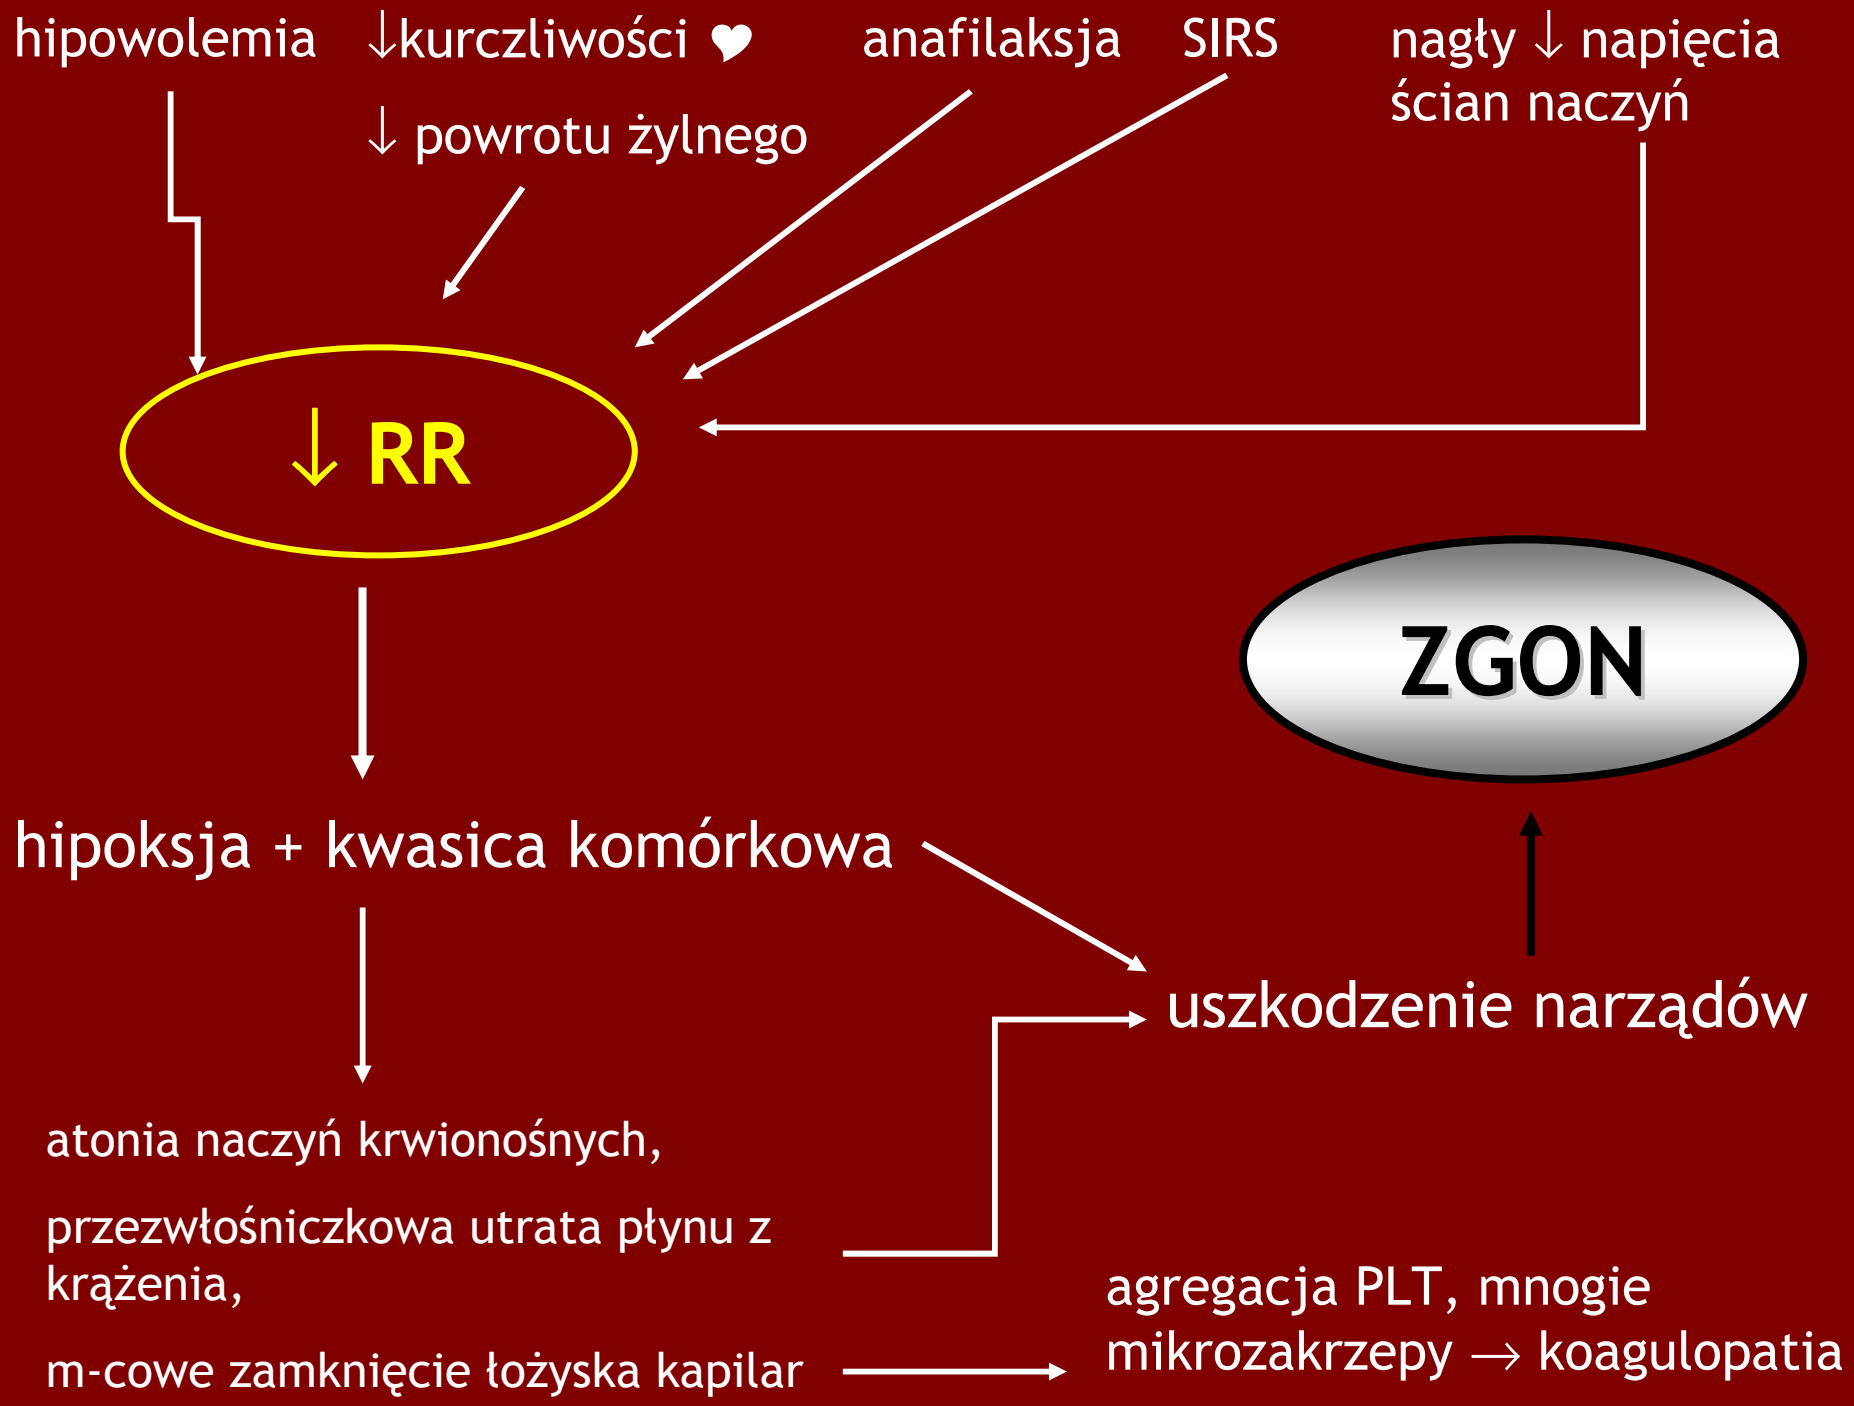 hipowolemia
↓kurczliwości ♥
↓ powrotu żylnego
anafilaksja
SIRS
nagły ↓ napięcia
ścian naczyń
↓ RR
ZGON
hipoksja + kwasica komórkowa
uszkodzenie narządów
atonia naczyń krwionośnych,
przezwłośniczkowa utrata płynu z
krążenia,
m-cowe zamknięcie łożyska kapilar
agregacja PLT, mnogie
mikrozakrzepy → koagulopatia